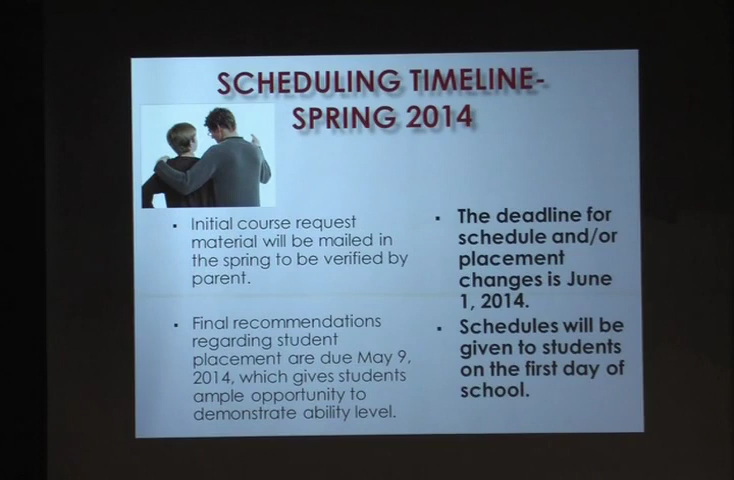 SCHEDULING TIMELINE-
SPRING 2014
▪ Initial course request
material will be mailed in
the spring to be verified by
parent.
▪ Final recommendations
regarding student
placement are due May 9,
2014, which gives students
ample opportunity to
demonstrate ability level.
▪ The deadline for
schedule and/or
placement
changes is June
1, 2014.
▪ Schedules will be
given to students
on the first day of
school.